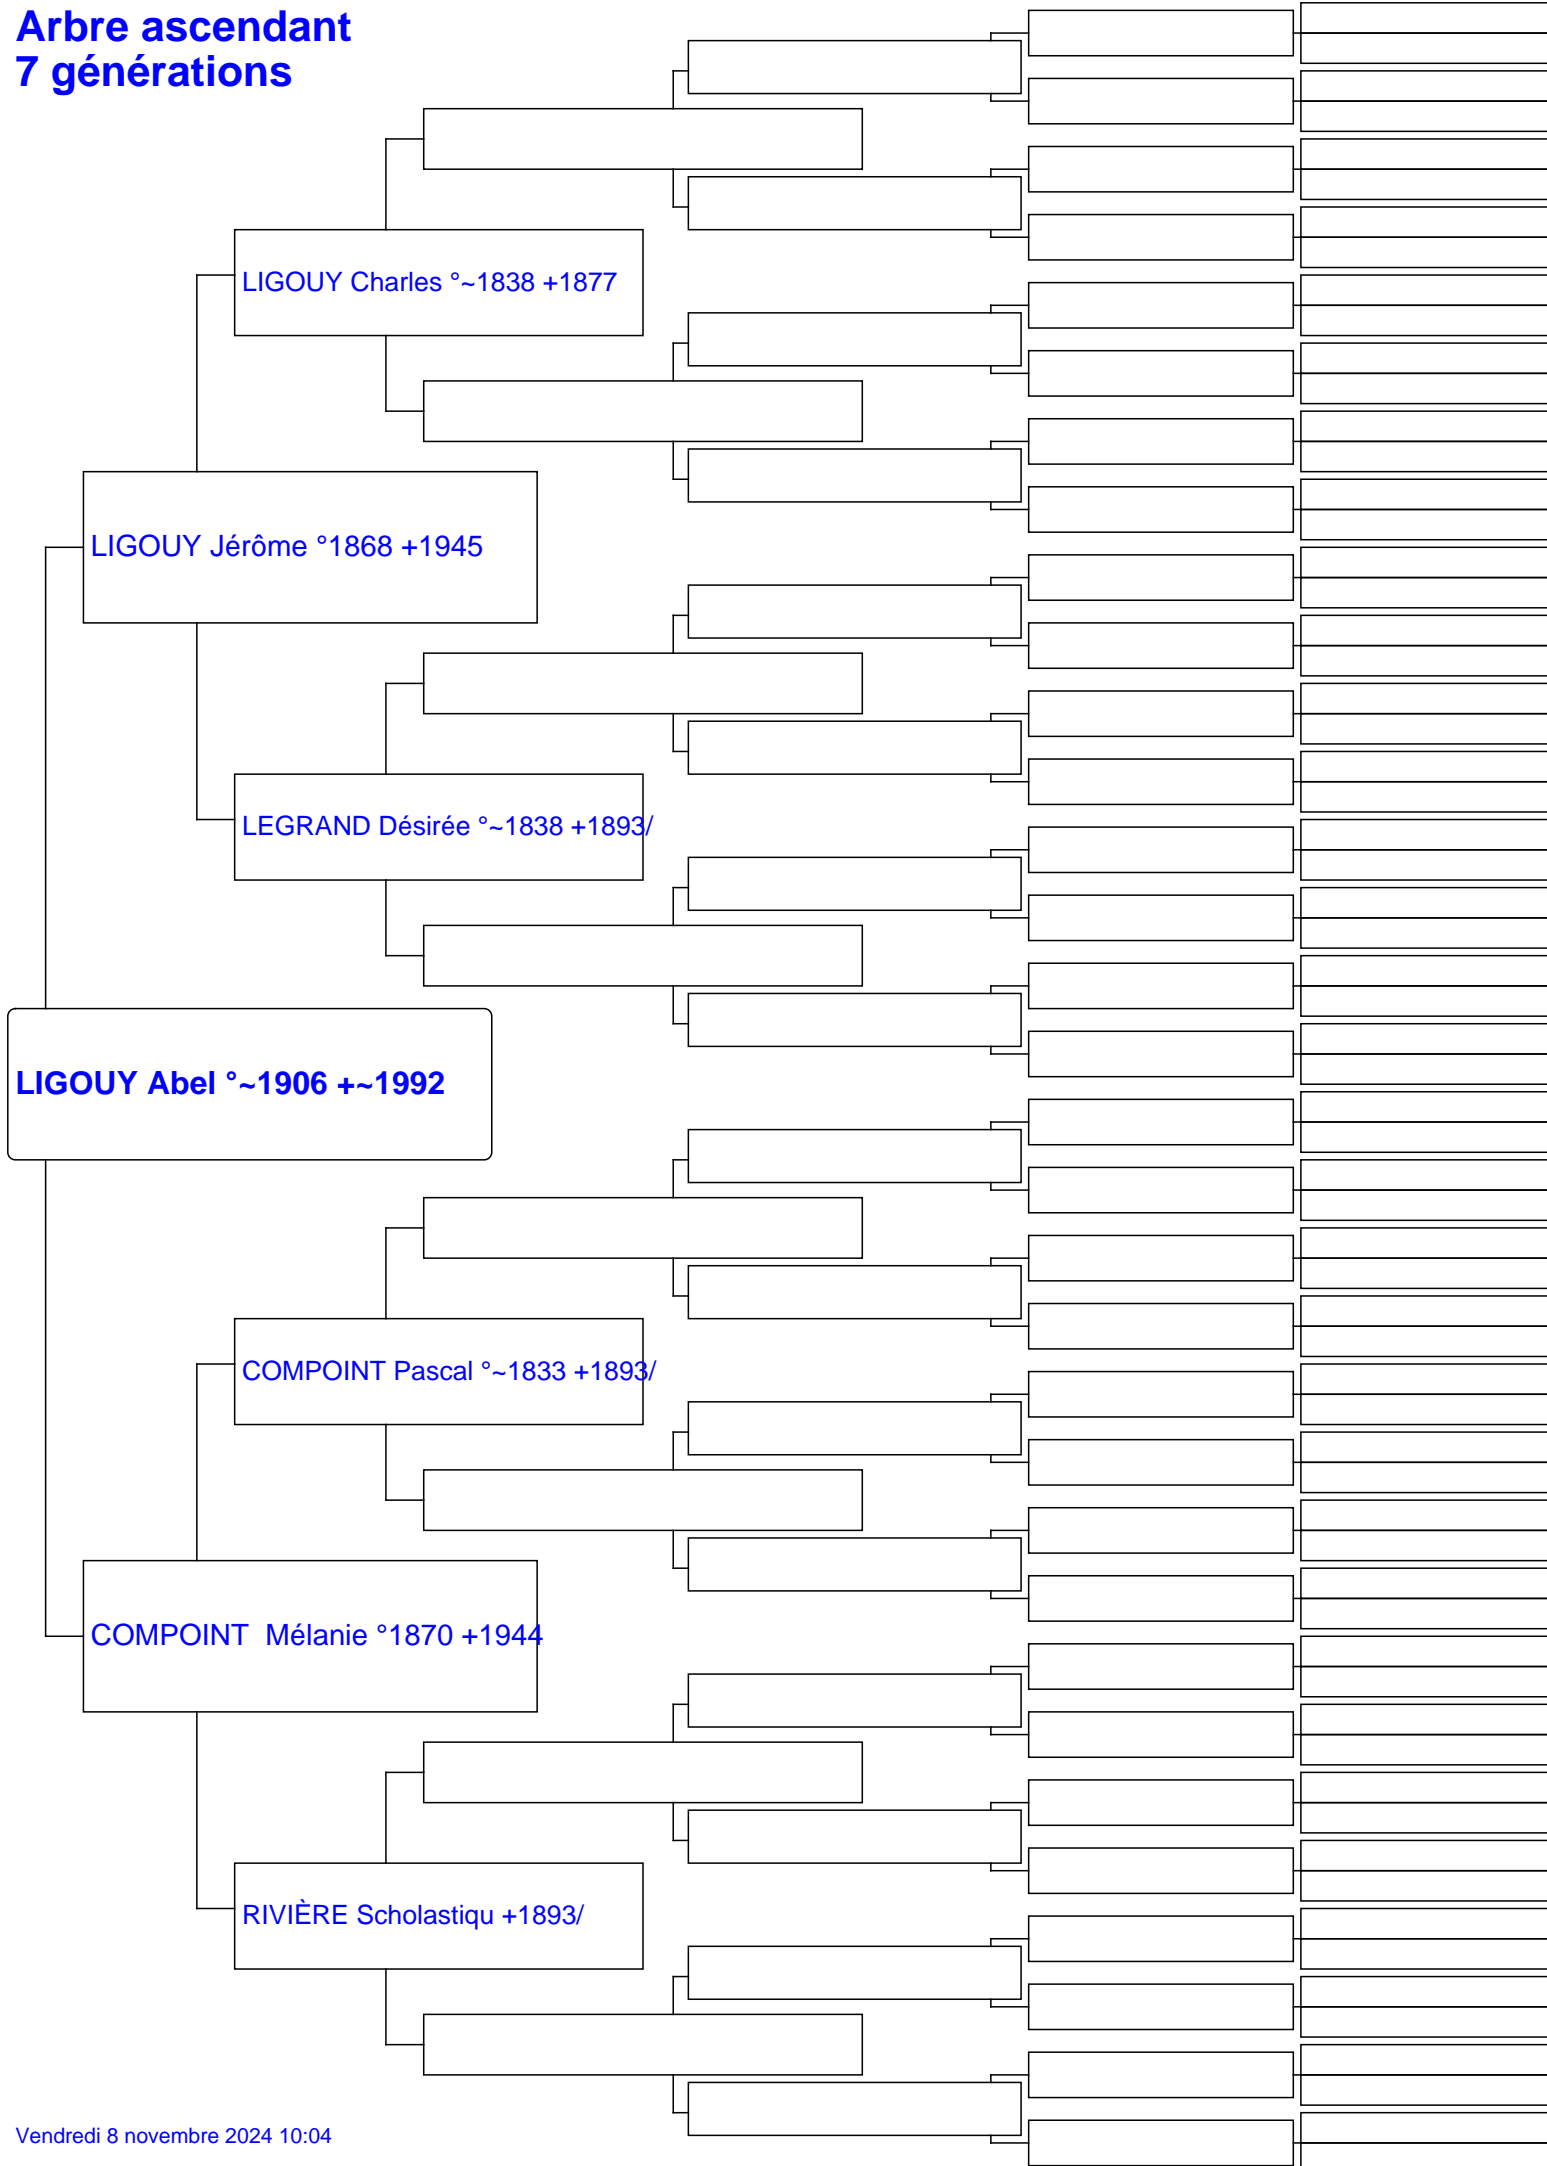 Arbre ascendant
7 générations
LIGOUY Charles °~1838 +1877
LIGOUY Jérôme °1868 +1945
LEGRAND Désirée °~1838 +1893/
LIGOUY Abel °~1906 +~1992
COMPOINT Pascal °~1833 +1893/
COMPOINT  Mélanie °1870 +1944
RIVIÈRE Scholastiqu +1893/
Vendredi 8 novembre 2024 10:04